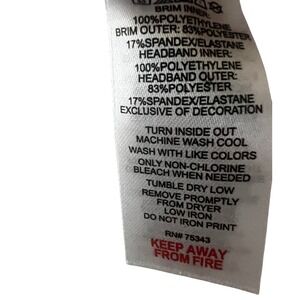 BRIM INNER:
100%POLYETHYLENE
BRIM OUTER: 83%POLYESTER
17%SPANDEX/ELASTANE
HEADBAND INNER:
100%POLYETHYLENE
HEADBAND OUTER:
83%POLYESTER
17%SPANDEX/ELASTANE
EXCLUSIVE OF DECORATION
TURN INSIDE OUT
MACHINE WASH COOL
WASH WITH LIKE COLORS
ONLY NON-CHLORINE
BLEACH WHEN NEEDED
TUMBLE DRY LOW
REMOVE PROMPTLY
FROM DRYER
LOW IRON
DO NOT IRON PRINT
RN# 75343
KEEP AWAY
FROM FIRE